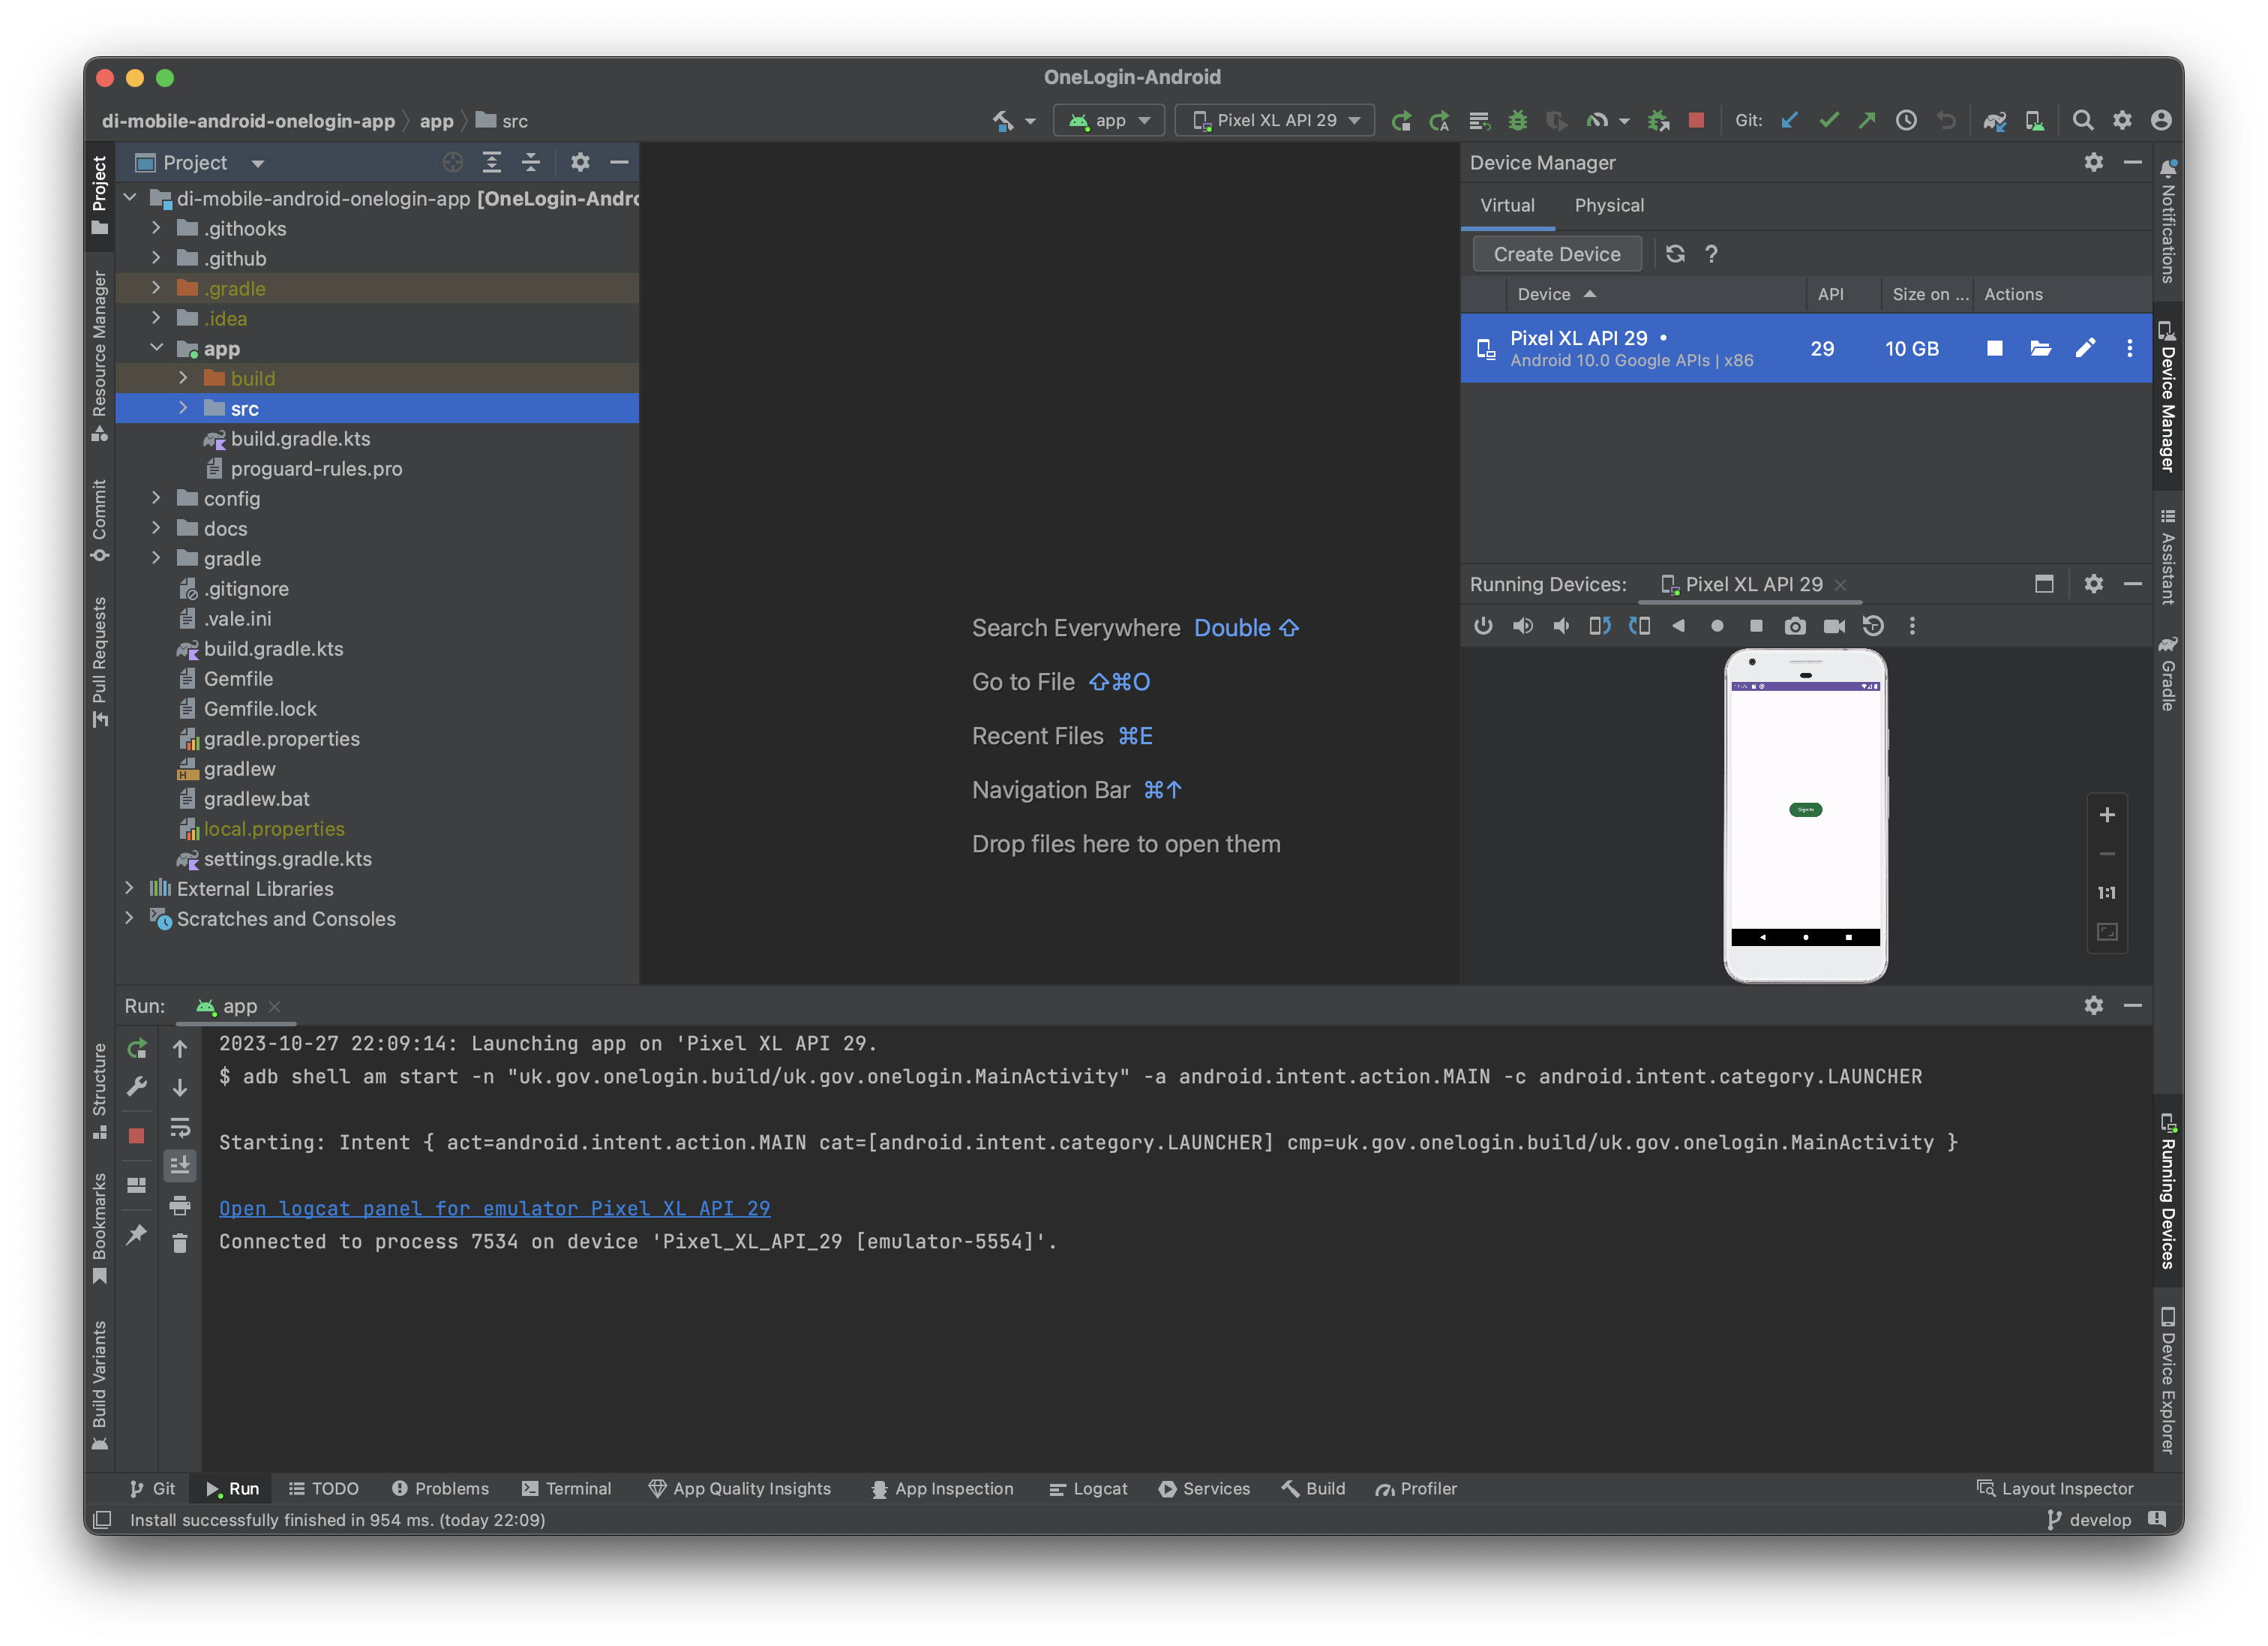 OneLogin-Android
di-mobile-android-onelogin-app
app
src
app
Pixel XL API 29
Git:
Project
Resource Manager
Commit
Pull Requests
Structure
Bookmarks
Build Variants
Project
di-mobile-android-onelogin-app [OneLogin-Andro
.githooks
.github
.gradle
.idea
app
build
src
build.gradle.kts
proguard-rules.pro
config
docs
gradle
.gitignore
.vale.ini
build.gradle.kts
Gemfile
Gemfile.lock
gradle.properties
gradlew
gradlew.bat
local.properties
settings.gradle.kts
External Libraries
Scratches and Consoles
Search Everywhere Double ⇧
Go to File ⇧⌘O
Recent Files ⌘E
Navigation Bar ⌘↑
Drop files here to open them
Device Manager
Virtual Physical
Create Device ?
Device API Size on ... Actions
Pixel XL API 29 • 29 10 GB
Android 10.0 Google APIs | x86
Running Devices: Pixel XL API 29
Sign In
1:1
Notifications
Device Manager
Assistant
Gradle
Running Devices
Device Explorer
Run: app
2023-10-27 22:09:14: Launching app on 'Pixel XL API 29.
$ adb shell am start -n "uk.gov.onelogin.build/uk.gov.onelogin.MainActivity" -a android.intent.action.MAIN -c android.intent.category.LAUNCHER
Starting: Intent { act=android.intent.action.MAIN cat=[android.intent.category.LAUNCHER] cmp=uk.gov.onelogin.build/uk.gov.onelogin.MainActivity }
Open logcat panel for emulator Pixel XL API 29
Connected to process 7534 on device 'Pixel_XL_API_29 [emulator-5554]'.
Git Run TODO Problems Terminal App Quality Insights App Inspection Logcat Services Build Profiler Layout Inspector
Install successfully finished in 954 ms. (today 22:09) develop